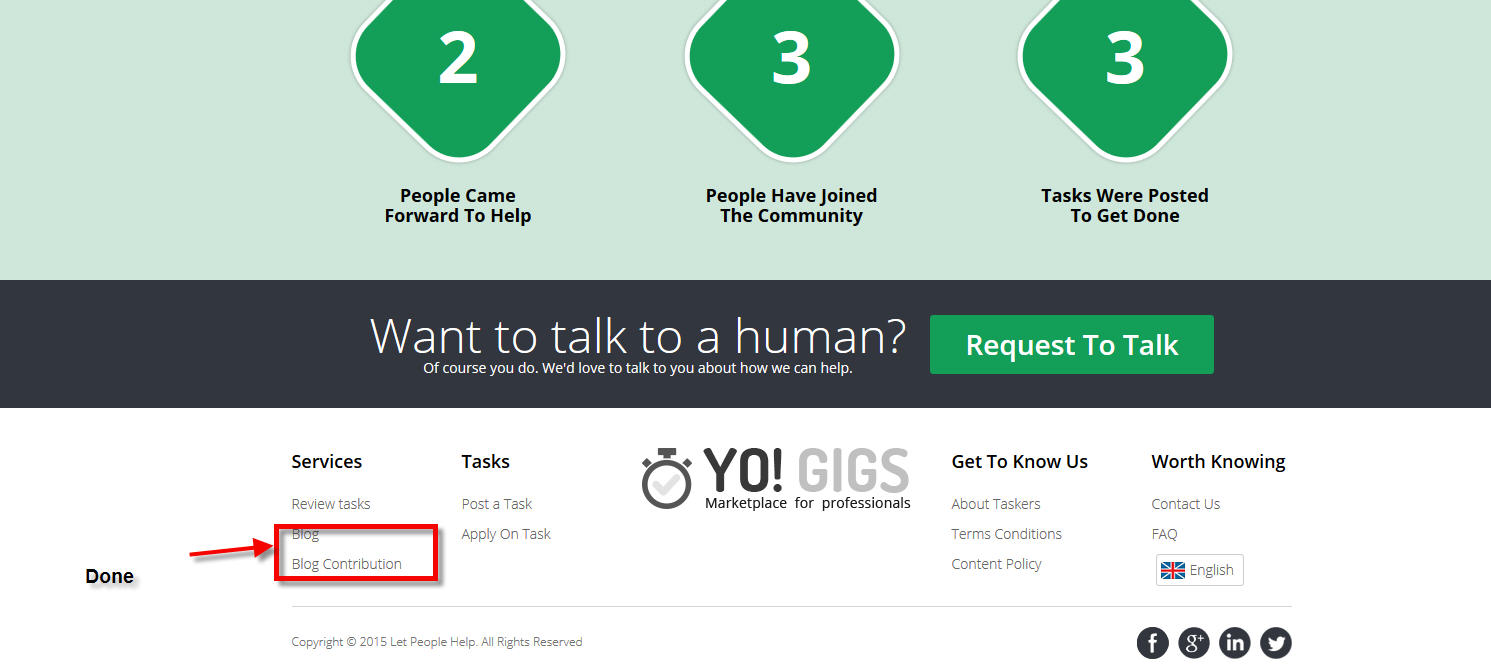 2
3
3
People Came
Forward To Help
People Have Joined
The Community
Tasks Were Posted
To Get Done
Want to talk to a human?
Of course you do. We'd love to talk to you about how we can help.
Request To Talk
Services
Review tasks
Blog
Blog Contribution
Done
Tasks
Post a Task
Apply On Task
YO! GIGS
Marketplace for professionals
Get To Know Us
About Taskers
Terms Conditions
Content Policy
Worth Knowing
Contact Us
FAQ
English
Copyright © 2015 Let People Help. All Rights Reserved
f
g+
in